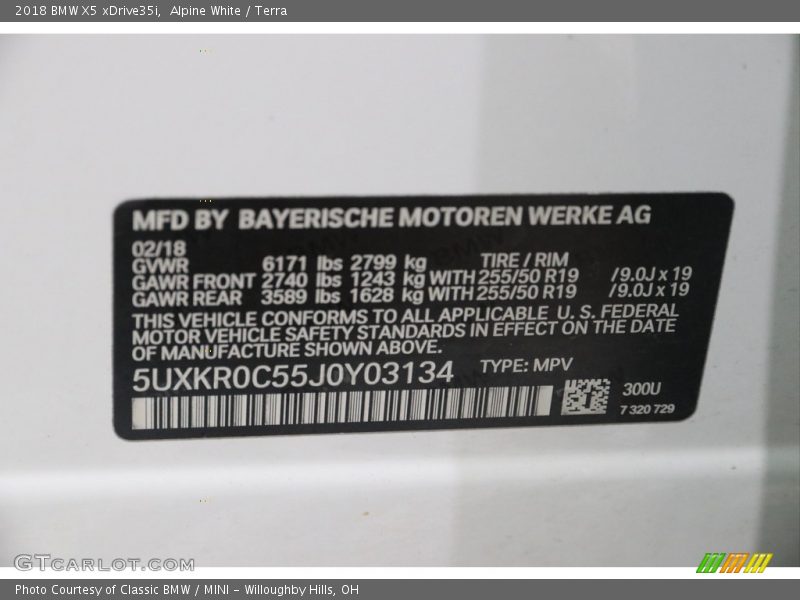 2018 BMW X5 xDrive35i, Alpine White / Terra
MFD BY BAYERISCHE MOTOREN WERKE AG
02/18
GVWR 6171 lbs 2799 kg TIRE / RIM
GAWR FRONT 2740 lbs 1243 kg WITH 255/50 R19 /9.0J x 19
GAWR REAR 3589 lbs 1628 kg WITH 255/50 R19 /9.0J x 19
THIS VEHICLE CONFORMS TO ALL APPLICABLE U. S. FEDERAL
MOTOR VEHICLE SAFETY STANDARDS IN EFFECT ON THE DATE
OF MANUFACTURE SHOWN ABOVE.
5UXKR0C55J0Y03134 TYPE: MPV
300U
7 320 729
GTCARLOT.COM
Photo Courtesy of Classic BMW / MINI - Willoughby Hills, OH